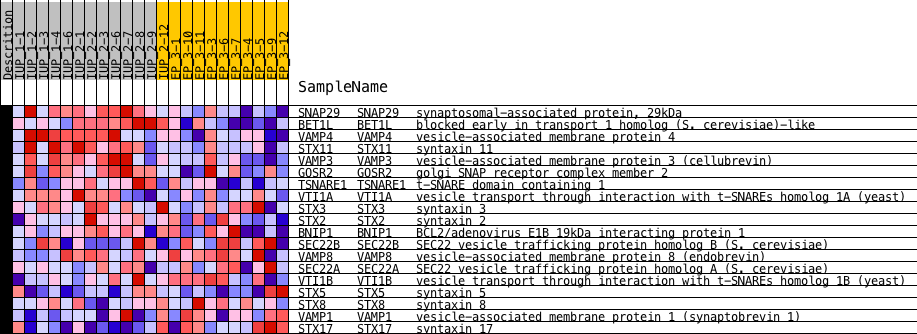 Descrition
IUP_1-1
IUP_1-2
IUP_1-3
IUP_1-4
IUP_1-6
IUP_2-1
IUP_2-2
IUP_2-3
IUP_2-6
IUP_2-7
IUP_2-8
IUP_2-9
IUP_2-12
EP_3-1
EP_3-10
EP_3-11
EP_3-3
EP_3-6
EP_3-7
EP_3-4
EP_3-5
EP_3-9
EP_3-12
SampleName
SNAP29 SNAP29 synaptosomal-associated protein, 29kDa
BET1L BET1L blocked early in transport 1 homolog (S. cerevisiae)-like
VAMP4 VAMP4 vesicle-associated membrane protein 4
STX11 STX11 syntaxin 11
VAMP3 VAMP3 vesicle-associated membrane protein 3 (cellubrevin)
GOSR2 GOSR2 golgi SNAP receptor complex member 2
TSNARE1 TSNARE1 t-SNARE domain containing 1
VTI1A VTI1A vesicle transport through interaction with t-SNAREs homolog 1A (yeast)
STX3 STX3 syntaxin 3
STX2 STX2 syntaxin 2
BNIP1 BNIP1 BCL2/adenovirus E1B 19kDa interacting protein 1
SEC22B SEC22B SEC22 vesicle trafficking protein homolog B (S. cerevisiae)
VAMP8 VAMP8 vesicle-associated membrane protein 8 (endobrevin)
SEC22A SEC22A SEC22 vesicle trafficking protein homolog A (S. cerevisiae)
VTI1B VTI1B vesicle transport through interaction with t-SNAREs homolog 1B (yeast)
STX5 STX5 syntaxin 5
STX8 STX8 syntaxin 8
VAMP1 VAMP1 vesicle-associated membrane protein 1 (synaptobrevin 1)
STX17 STX17 syntaxin 17